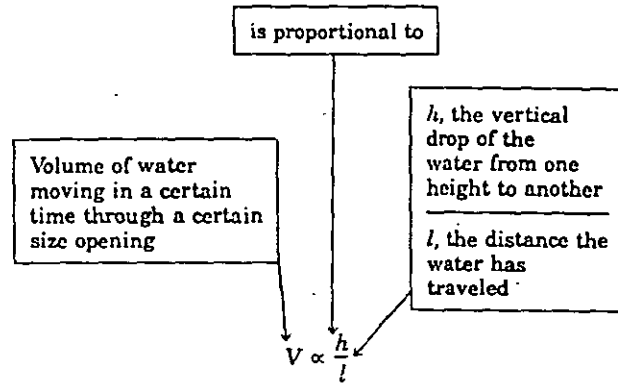 is proportional to
Volume of water
moving in a certain
time through a certain
size opening
h, the vertical
drop of the
water from one
height to another
l, the distance the
water has
traveled
V ∝ h/l